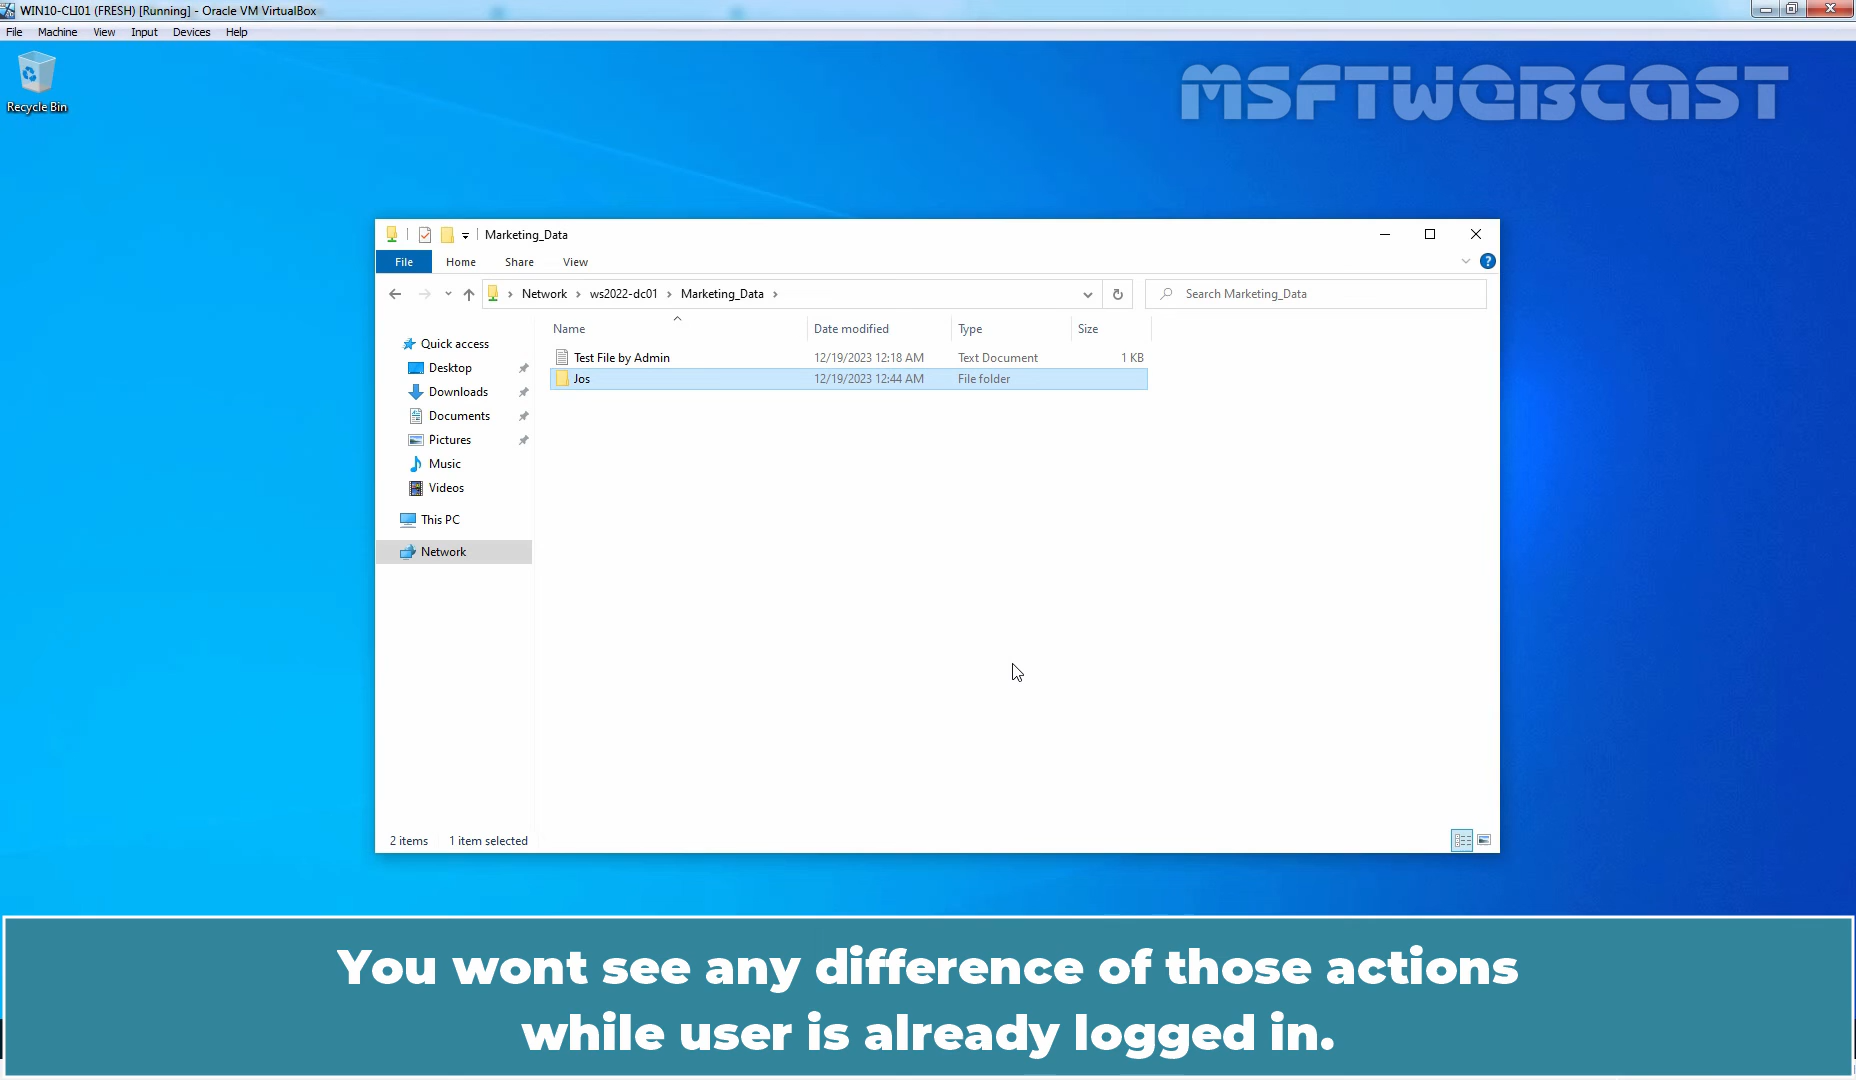 WIN10-CLI01 (FRESH) [Running] - Oracle VM VirtualBox
File Machine View Input Devices Help
Recycle Bin
MSFTWEBCAST
Marketing_Data
File Home Share View
Network ws2022-dc01 Marketing_Data
Search Marketing_Data
Name Date modified Type Size
Test File by Admin 12/19/2023 12:18 AM Text Document 1 KB
Jos 12/19/2023 12:44 AM File folder
Quick access
Desktop
Downloads
Documents
Pictures
Music
Videos
This PC
Network
2 items 1 item selected
You wont see any difference of those actions
while user is already logged in.